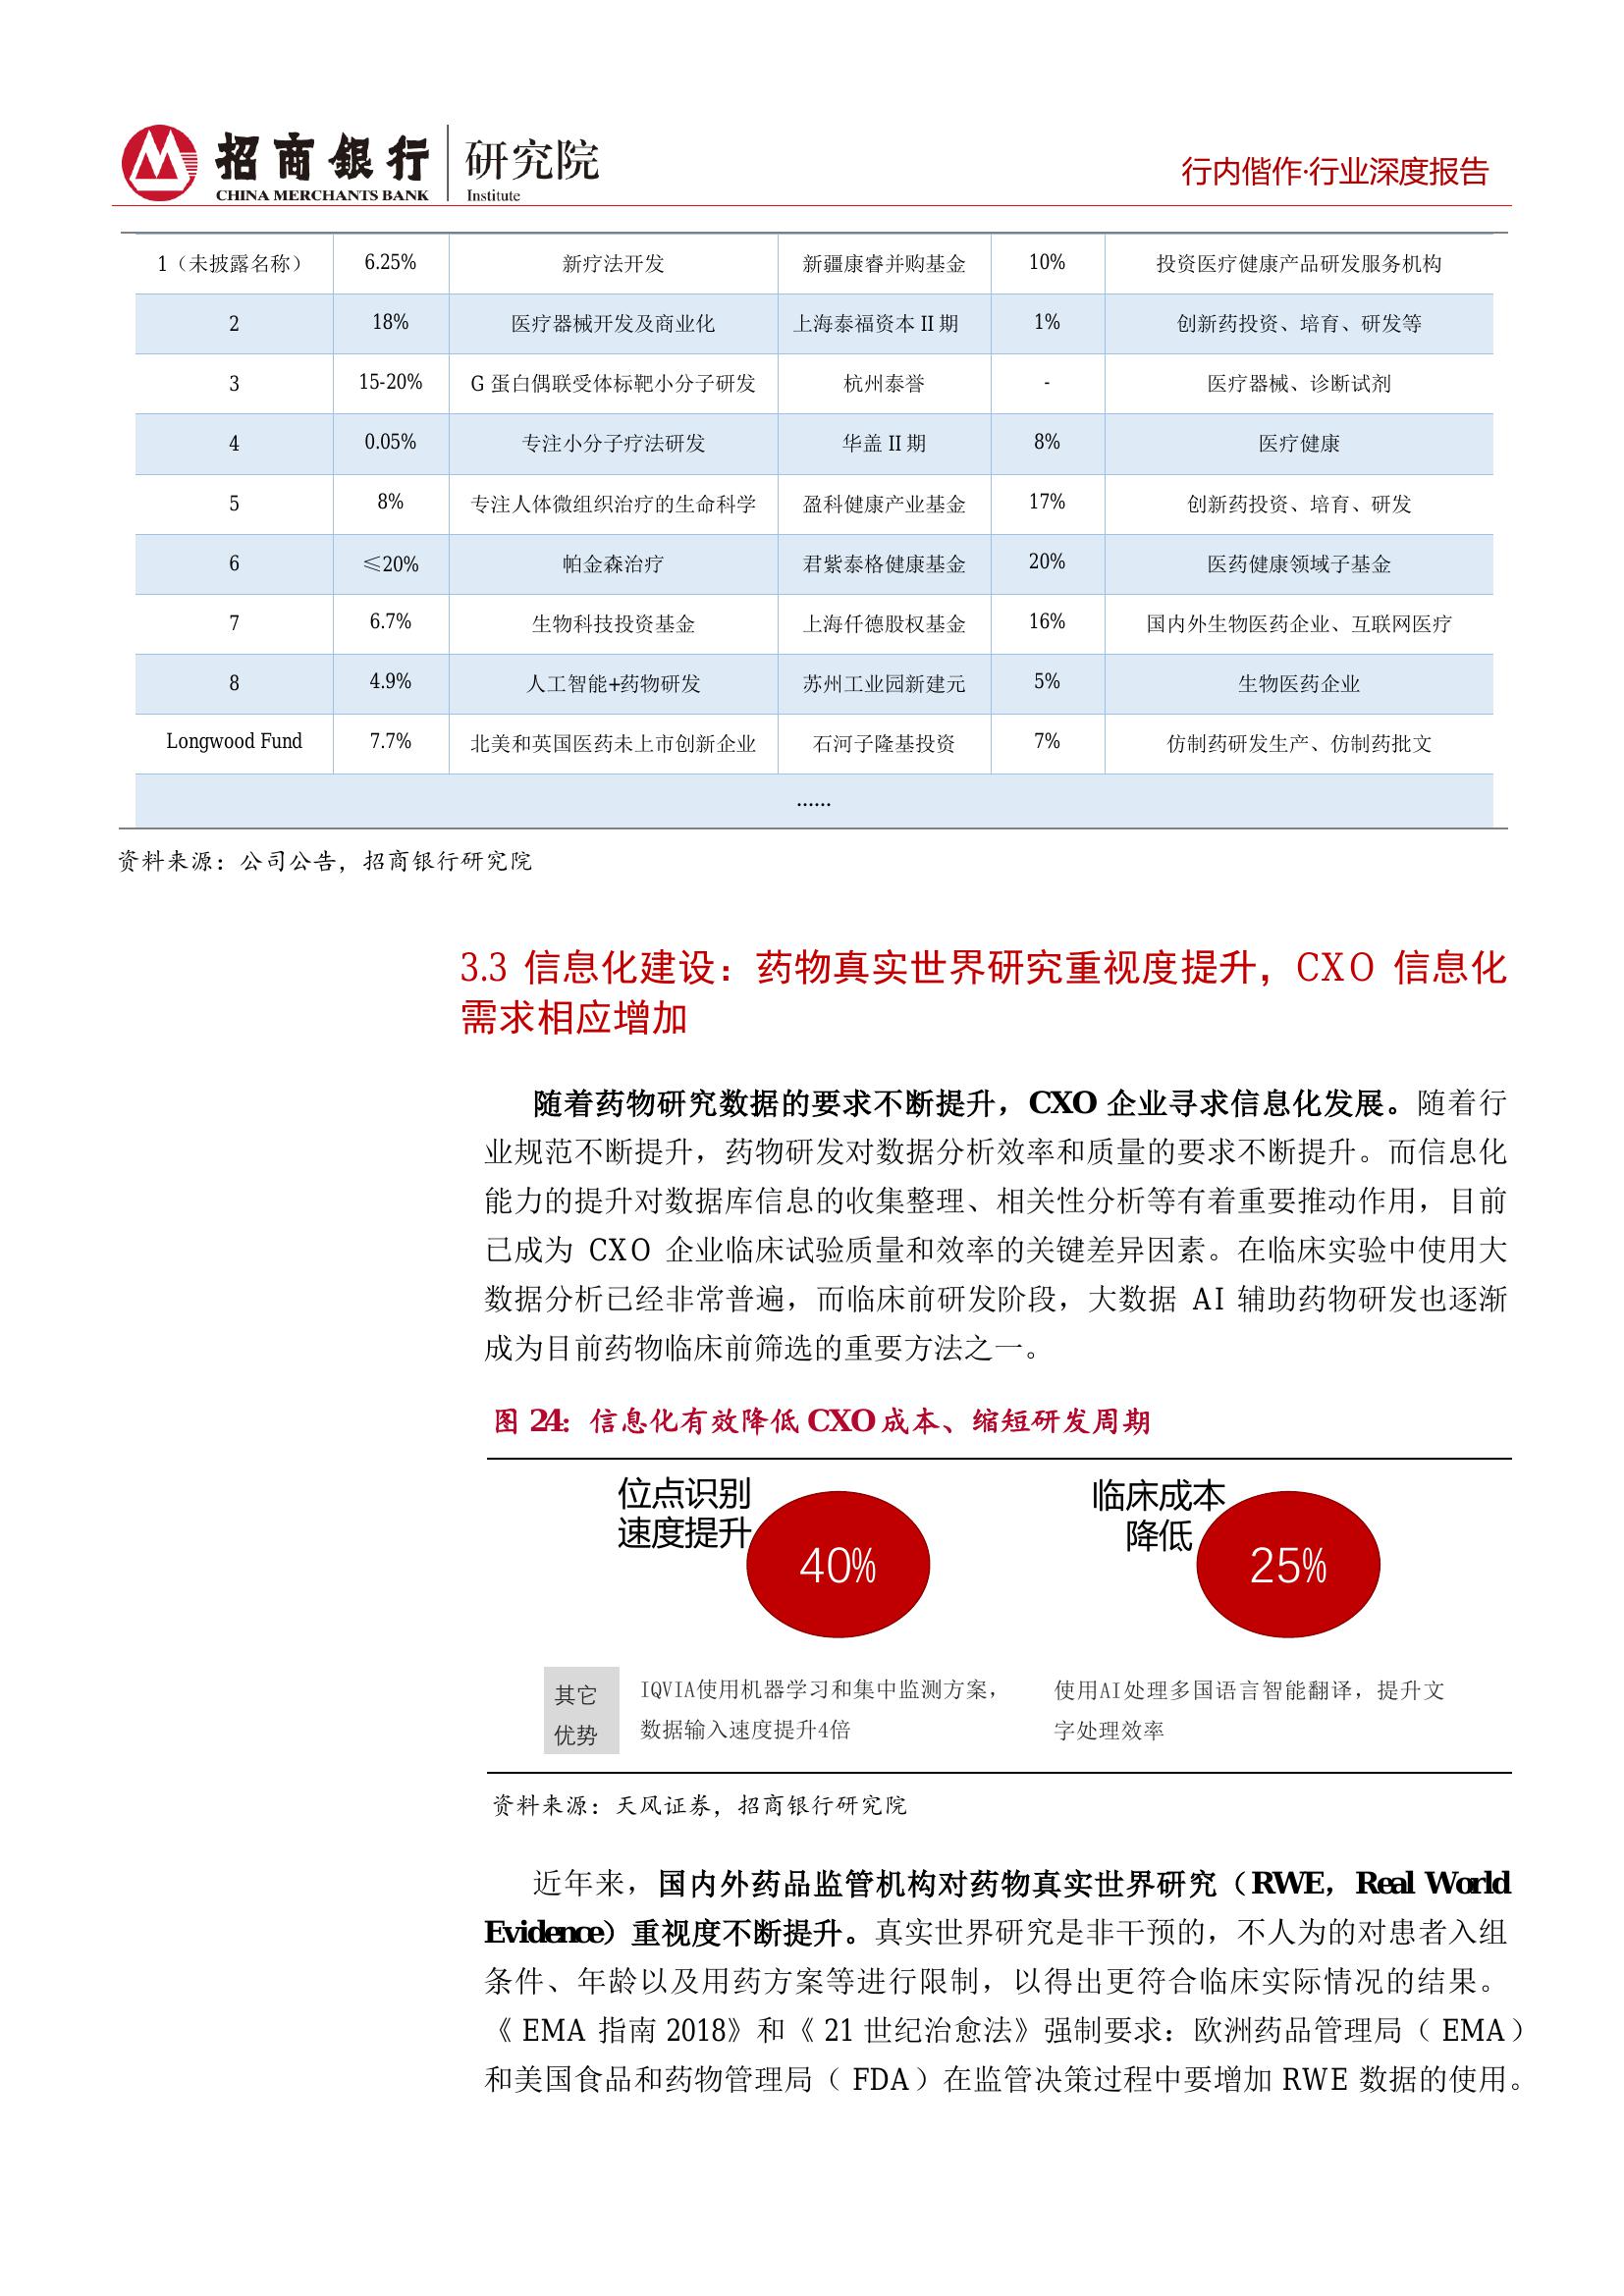 招商银行 研究院
CHINA MERCHANTS BANK Institute
行内偕作·行业深度报告
1（未披露名称） 6.25% 新疗法开发 新疆康睿并购基金 10% 投资医疗健康产品研发服务机构
2 18% 医疗器械开发及商业化 上海泰福资本 II 期 1% 创新药投资、培育、研发等
3 15-20% G 蛋白偶联受体标靶小分子研发 杭州泰誉 - 医疗器械、诊断试剂
4 0.05% 专注小分子疗法研发 华盖 II 期 8% 医疗健康
5 8% 专注人体微组织治疗的生命科学 盈科健康产业基金 17% 创新药投资、培育、研发
6 ≤20% 帕金森治疗 君紫泰格健康基金 20% 医药健康领域子基金
7 6.7% 生物科技投资基金 上海仟德股权基金 16% 国内外生物医药企业、互联网医疗
8 4.9% 人工智能+药物研发 苏州工业园新建元 5% 生物医药企业
Longwood Fund 7.7% 北美和英国医药未上市创新企业 石河子隆基投资 7% 仿制药研发生产、仿制药批文
......
资料来源：公司公告，招商银行研究院
3.3 信息化建设：药物真实世界研究重视度提升，CXO 信息化
需求相应增加
随着药物研究数据的要求不断提升，CXO 企业寻求信息化发展。随着行
业规范不断提升，药物研发对数据分析效率和质量的要求不断提升。而信息化
能力的提升对数据库信息的收集整理、相关性分析等有着重要推动作用，目前
已成为 CXO 企业临床试验质量和效率的关键差异因素。在临床实验中使用大
数据分析已经非常普遍，而临床前研发阶段，大数据 AI 辅助药物研发也逐渐
成为目前药物临床前筛选的重要方法之一。
图 24：信息化有效降低 CXO 成本、缩短研发周期
位点识别
速度提升
40%
临床成本
降低
25%
其它
优势
IQVIA使用机器学习和集中监测方案，
数据输入速度提升4倍
使用AI处理多国语言智能翻译，提升文
字处理效率
资料来源：天风证券，招商银行研究院
近年来，国内外药品监管机构对药物真实世界研究（RWE，Real World
Evidence）重视度不断提升。真实世界研究是非干预的，不人为的对患者入组
条件、年龄以及用药方案等进行限制，以得出更符合临床实际情况的结果。
《 EMA 指南 2018》和《 21 世纪治愈法》强制要求：欧洲药品管理局（ EMA）
和美国食品和药物管理局（ FDA）在监管决策过程中要增加 RWE 数据的使用。